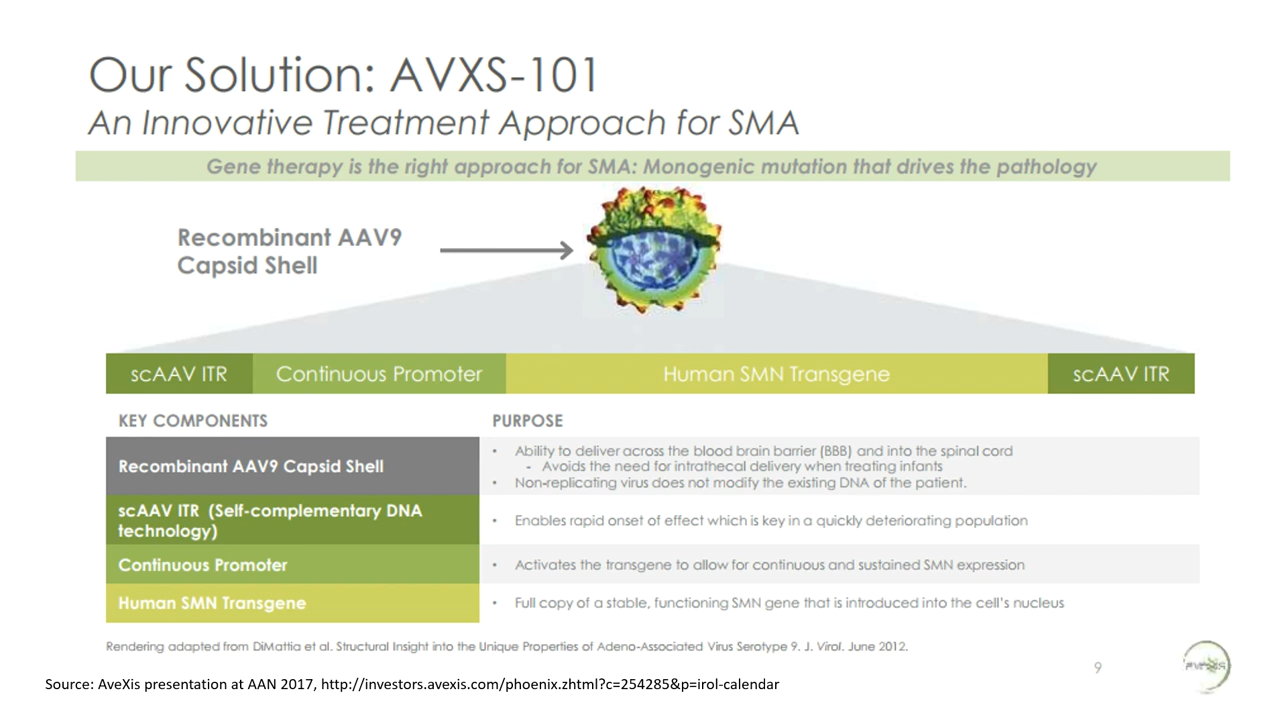 Our Solution: AVXS-101
An Innovative Treatment Approach for SMA
Gene therapy is the right approach for SMA: Monogenic mutation that drives the pathology
Recombinant AAV9
Capsid Shell
scAAV ITR
Continuous Promoter
Human SMN Transgene
scAAV ITR
KEY COMPONENTS
PURPOSE
Recombinant AAV9 Capsid Shell
• Ability to deliver across the blood brain barrier (BBB) and into the spinal cord
- Avoids the need for intrathecal delivery when treating infants
• Non-replicating virus does not modify the existing DNA of the patient.
scAAV ITR (Self-complementary DNA
technology)
• Enables rapid onset of effect which is key in a quickly deteriorating population
Continuous Promoter
• Activates the transgene to allow for continuous and sustained SMN expression
Human SMN Transgene
• Full copy of a stable, functioning SMN gene that is introduced into the cell's nucleus
Rendering adapted from DiMattia et al. Structural Insight into the Unique Properties of Adeno-Associated Virus Serotype 9. J. Virol. June 2012.
9
Source: AveXis presentation at AAN 2017, http://investors.avexis.com/phoenix.zhtml?c=254285&p=irol-calendar